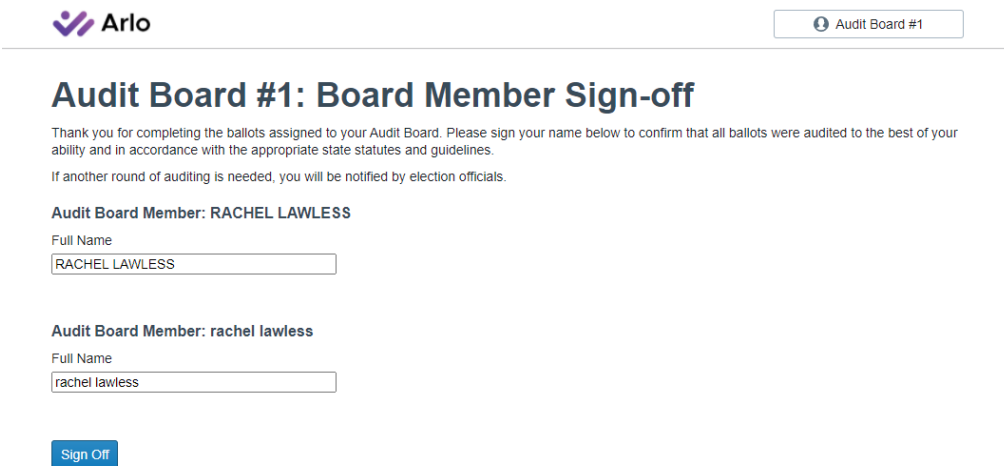 Arlo
Audit Board #1
Audit Board #1: Board Member Sign-off
Thank you for completing the ballots assigned to your Audit Board. Please sign your name below to confirm that all ballots were audited to the best of your
ability and in accordance with the appropriate state statutes and guidelines.
If another round of auditing is needed, you will be notified by election officials.
Audit Board Member: RACHEL LAWLESS
Full Name
RACHEL LAWLESS
Audit Board Member: rachel lawless
Full Name
rachel lawless
Sign Off